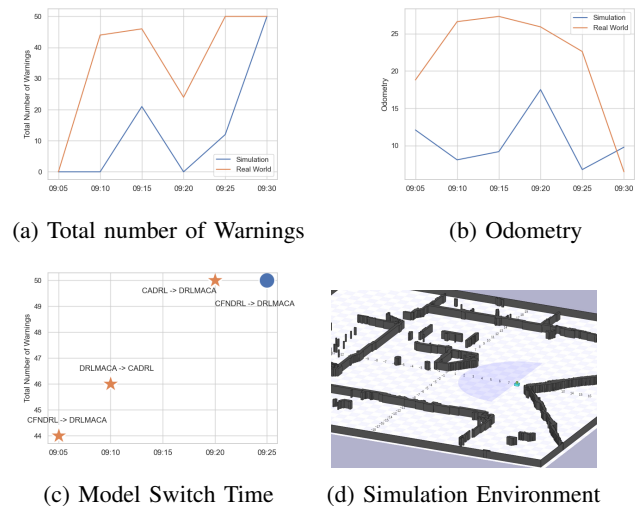 50
40
30
20
10
0
Total Number of Warnings
Simulation
Real World
09:05 09:10 09:15 09:20 09:25 09:30
(a) Total number of Warnings
25
20
15
10
Odometry
Simulation
Real World
09:05 09:10 09:15 09:20 09:25 09:30
(b) Odometry
50
49
48
47
46
45
44
Total Number of Warnings
CADRL -> DRLMACA
CFNDRL -> DRLMACA
DRLMACA -> CADRL
CFNDRL -> DRLMACA
09:05 09:10 09:15 09:20 09:25
(c) Model Switch Time
(d) Simulation Environment